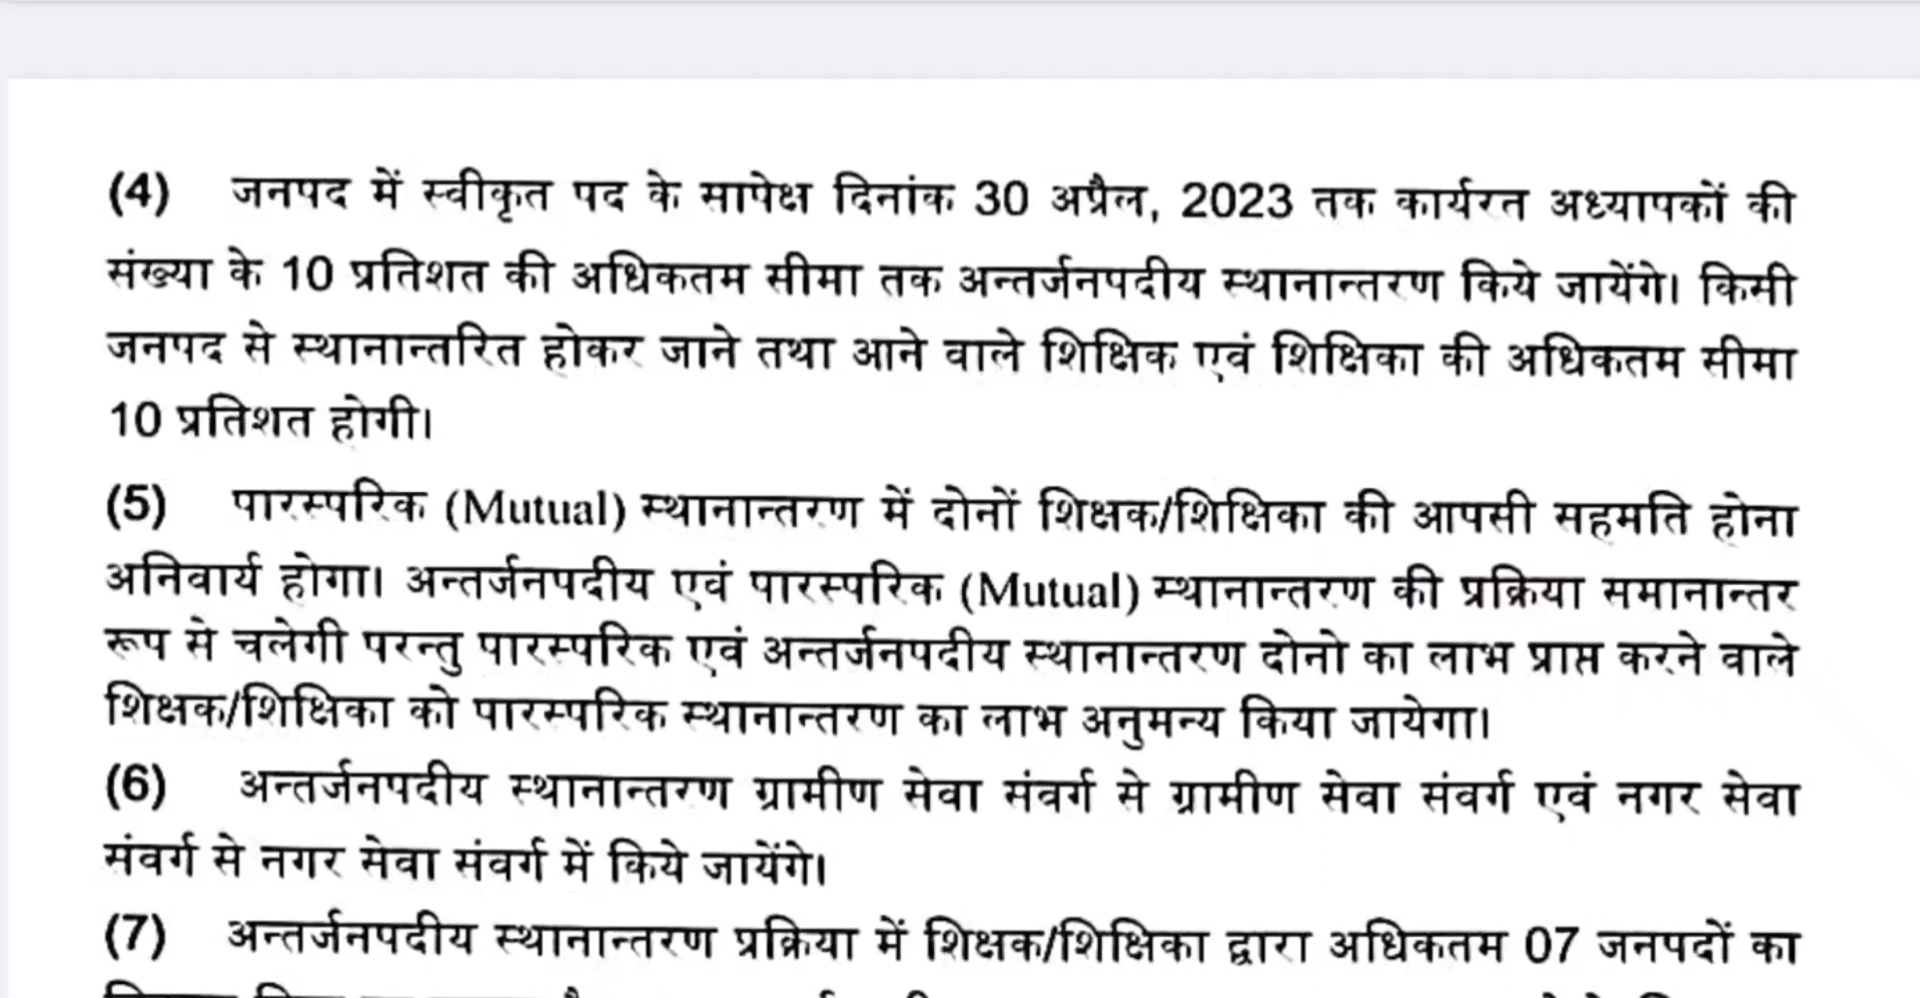 (4) जनपद में स्वीकृत पद के सापेक्ष दिनांक 30 अप्रैल, 2023 तक कार्यरत अध्यापकों की
संख्या के 10 प्रतिशत की अधिकतम सीमा तक अन्तर्जनपदीय स्थानान्तरण किये जायेंगे। किसी
जनपद से स्थानान्तरित होकर जाने तथा आने वाले शिक्षिक एवं शिक्षिका की अधिकतम सीमा
10 प्रतिशत होगी।
(5) पारस्परिक (Mutual) स्थानान्तरण में दोनों शिक्षक/शिक्षिका की आपसी सहमति होना
अनिवार्य होगा। अन्तर्जनपदीय एवं पारस्परिक (Mutual) स्थानान्तरण की प्रक्रिया समानान्तर
रूप से चलेगी परन्तु पारस्परिक एवं अन्तर्जनपदीय स्थानान्तरण दोनो का लाभ प्राप्त करने वाले
शिक्षक/शिक्षिका को पारस्परिक स्थानान्तरण का लाभ अनुमन्य किया जायेगा।
(6) अन्तर्जनपदीय स्थानान्तरण ग्रामीण सेवा संवर्ग से ग्रामीण सेवा संवर्ग एवं नगर सेवा
संवर्ग से नगर सेवा संवर्ग में किये जायेंगे।
(7) अन्तर्जनपदीय स्थानान्तरण प्रक्रिया में शिक्षक/शिक्षिका द्वारा अधिकतम 07 जनपदों का